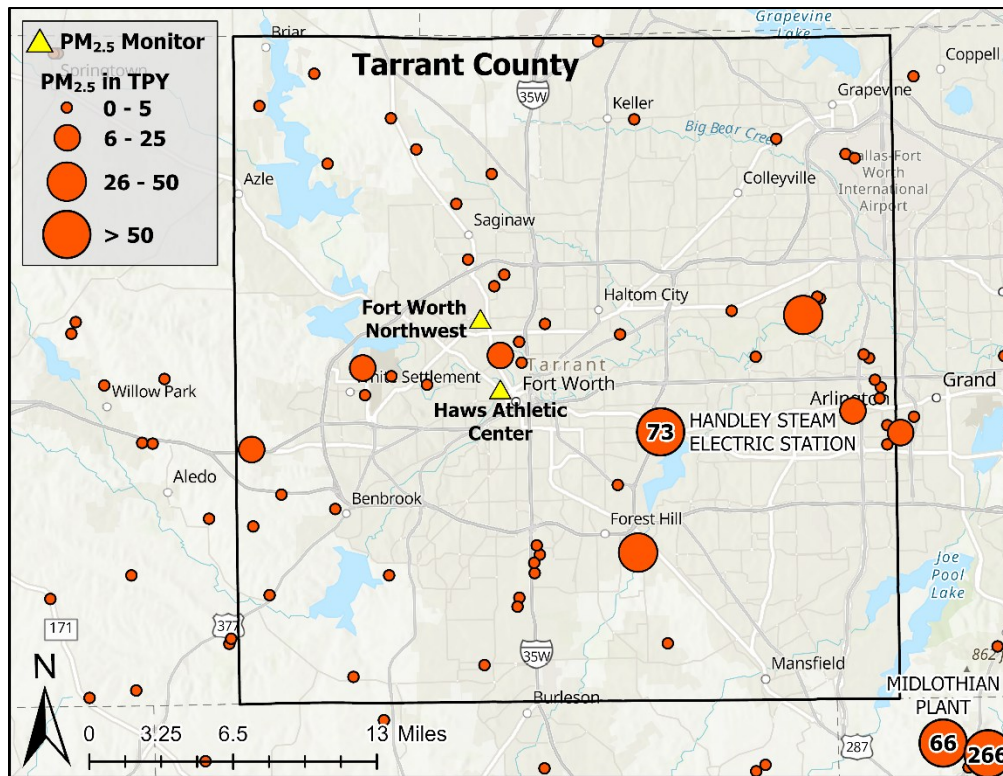 PM2.5 Monitor
PM2.5 in TPY
0 - 5
6 - 25
26 - 50
> 50
Springtown
Briar
Tarrant County
35W
Grapevine
Lake
Coppell
Grapevine
Keller
Big Bear Creek
Dallas-Fort
Worth
International
Airport
Azle
Colleyville
Saginaw
Fort Worth
Northwest
Haltom City
Tarrant
White Settlement
Fort Worth
Willow Park
Haws Athletic
Center
Arlington
Grand
73
HANDLEY STEAM
ELECTRIC STATION
Aledo
Benbrook
Forest Hill
Joe
Pool
Lake
171
377
N
35W
Mansfield
862
MIDLOTHIAN
PLANT
Burleson
0 3.25 6.5 13 Miles
287
66
266